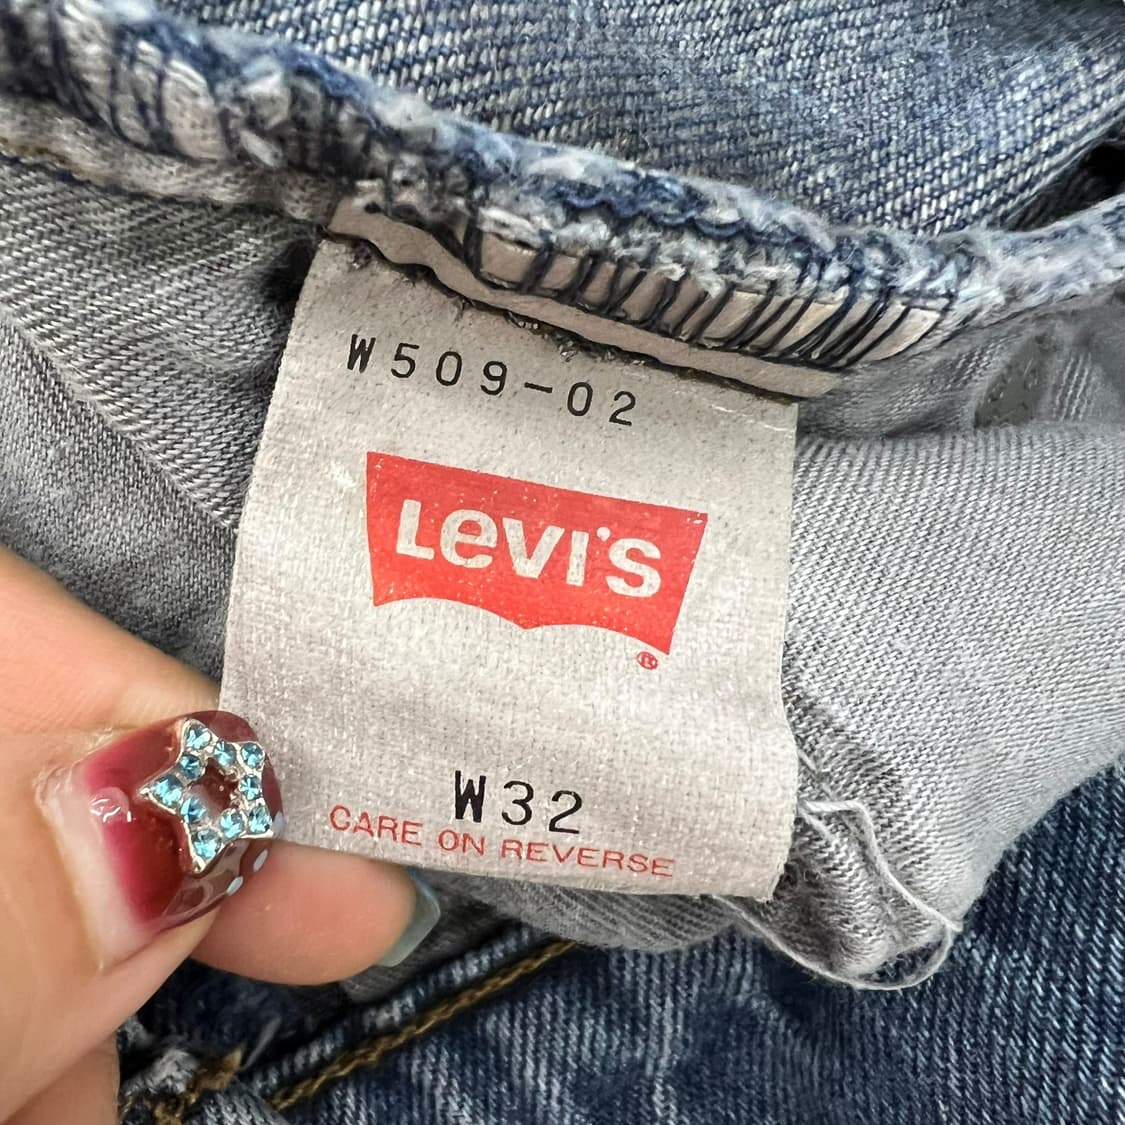 W509-02
LEVI'S
®
W32
CARE ON REVERSE